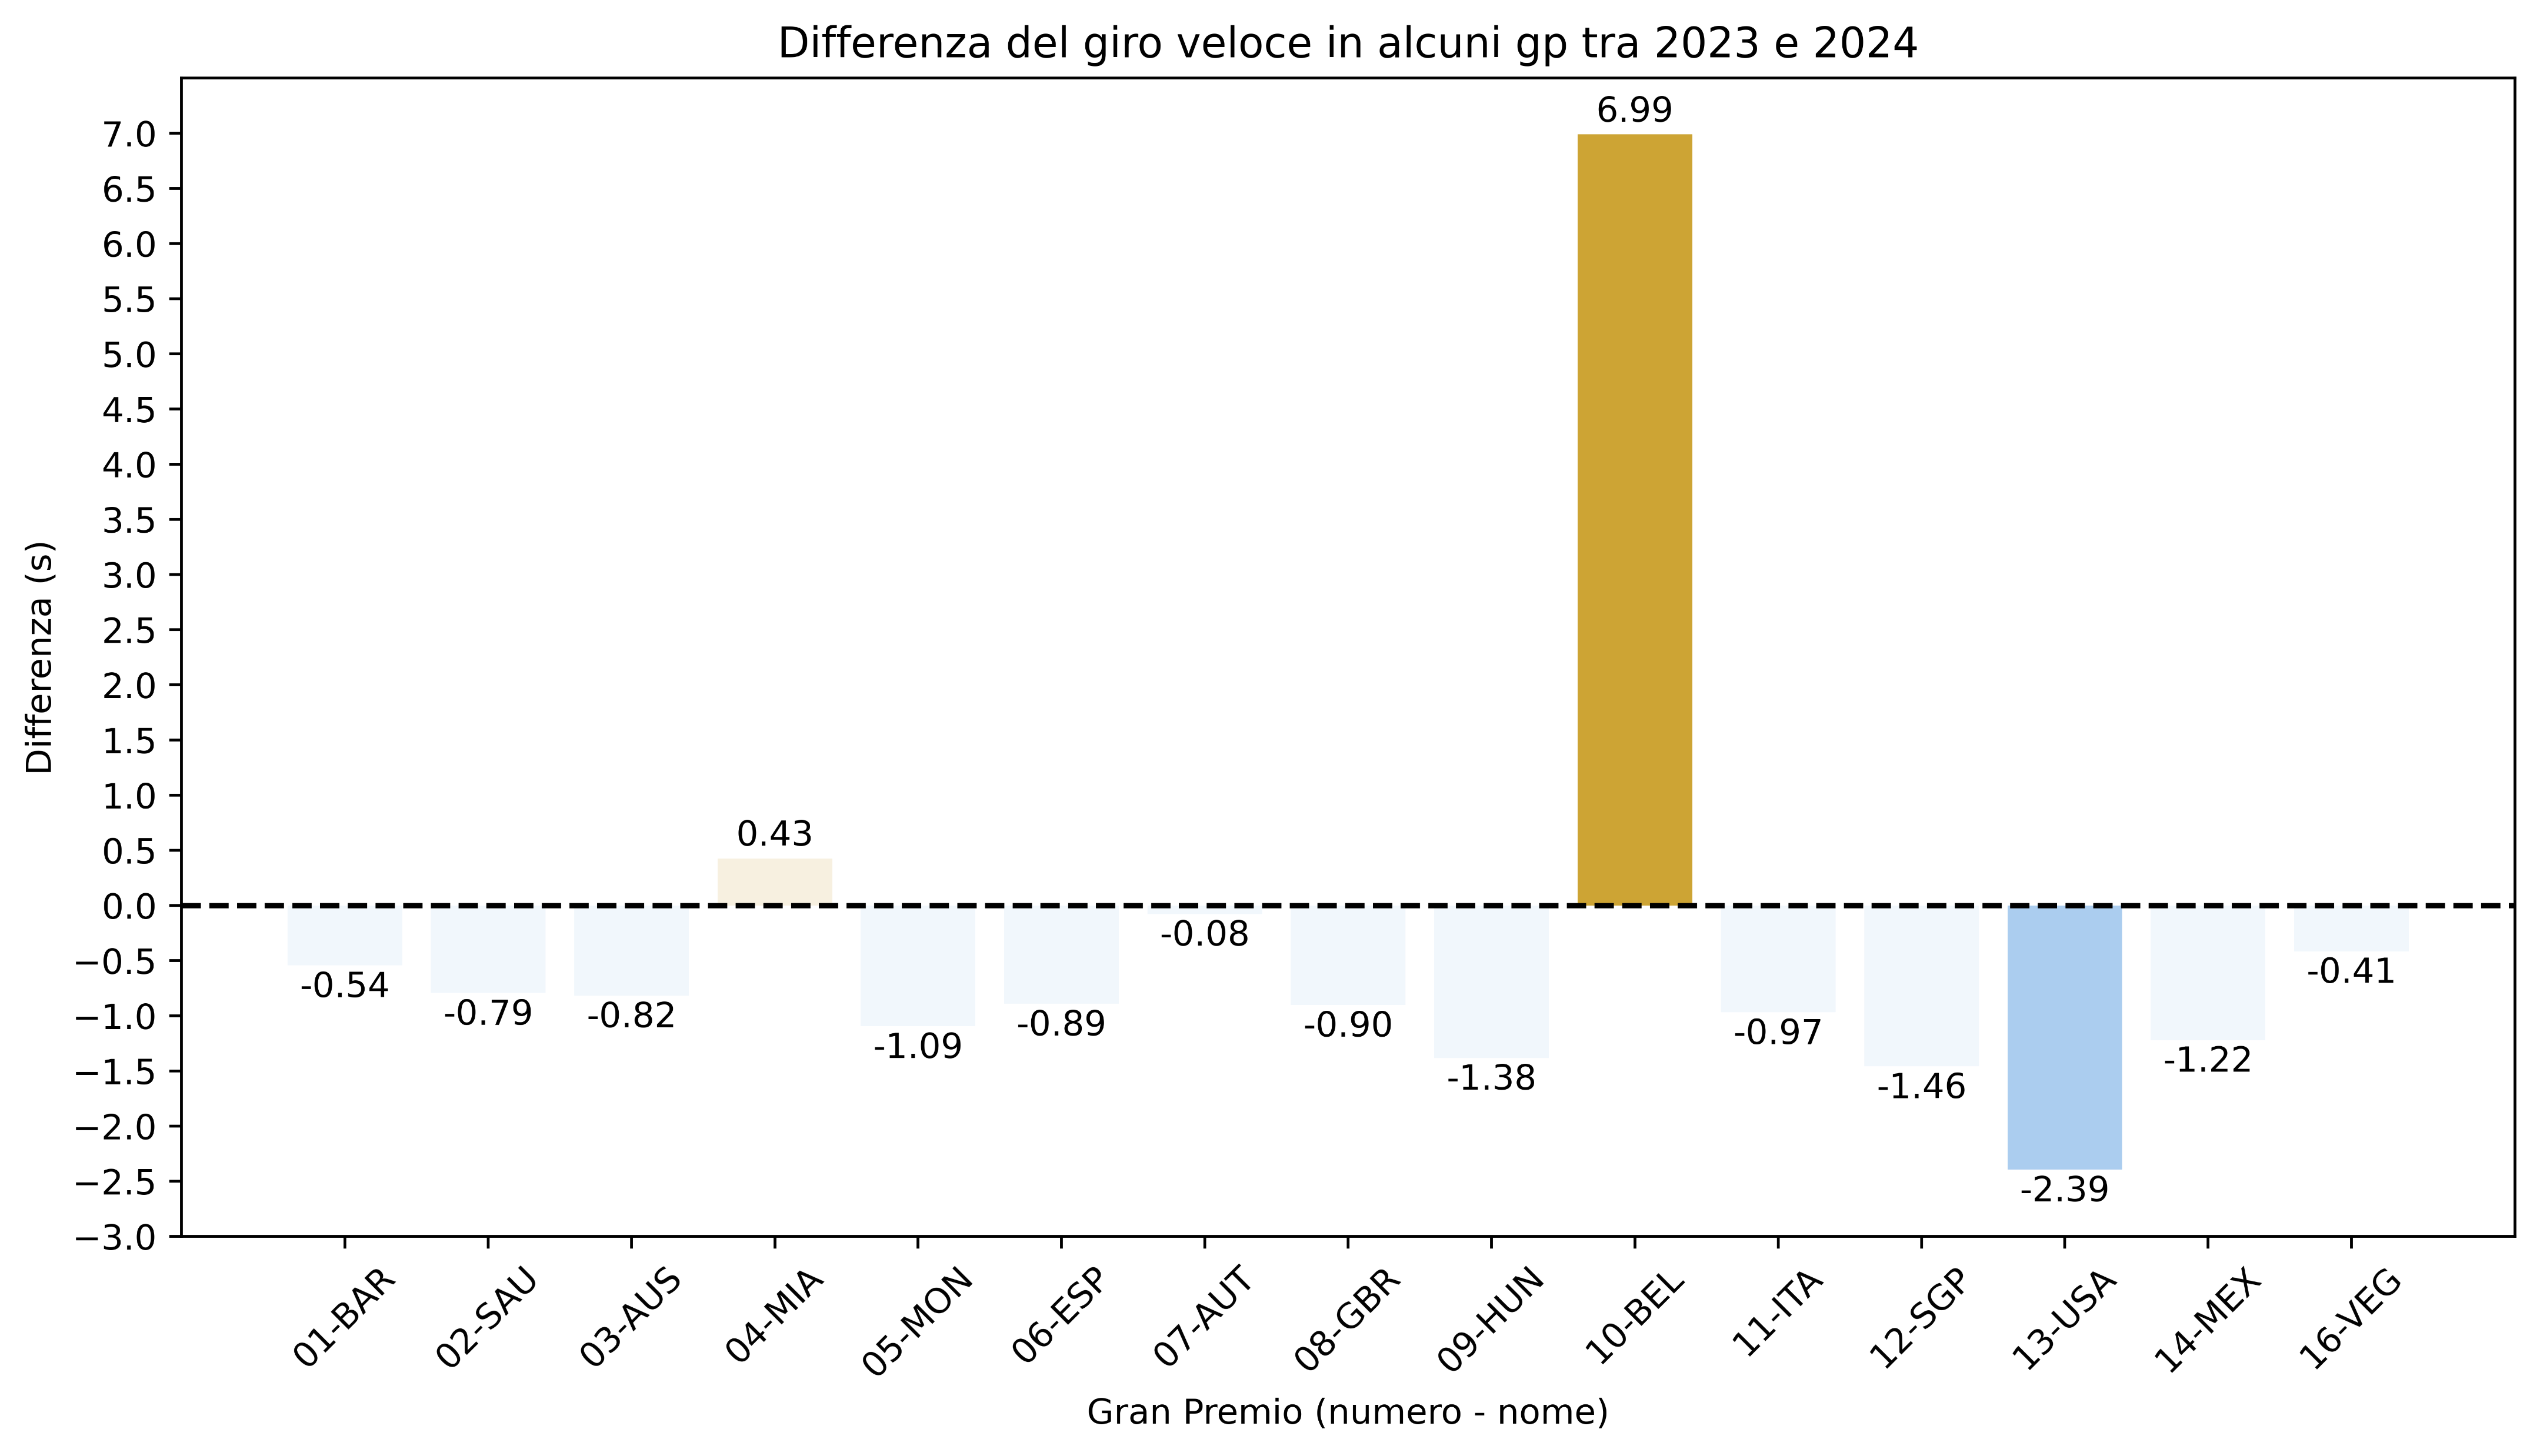 Differenza del giro veloce in alcuni gp tra 2023 e 2024
Differenza (s)
7.0
6.5
6.0
5.5
5.0
4.5
4.0
3.5
3.0
2.5
2.0
1.5
1.0
0.5
0.0
−0.5
−1.0
−1.5
−2.0
−2.5
−3.0
-0.54
-0.79
-0.82
0.43
-1.09
-0.89
-0.08
-0.90
-1.38
6.99
-0.97
-1.46
-2.39
-1.22
-0.41
01-BAR
02-SAU
03-AUS
04-MIA
05-MON
06-ESP
07-AUT
08-GBR
09-HUN
10-BEL
11-ITA
12-SGP
13-USA
14-MEX
16-VEG
Gran Premio (numero - nome)